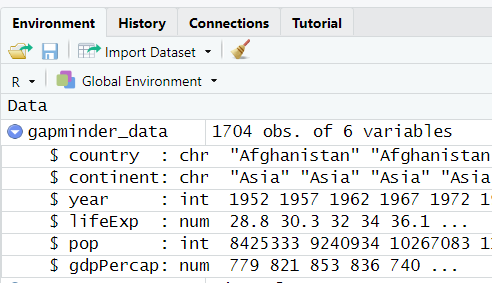 Environment History Connections Tutorial
Import Dataset
R Global Environment
Data
gapminder_data 1704 obs. of 6 variables
$ country : chr "Afghanistan" "Afghanistan
$ continent: chr "Asia" "Asia" "Asia" "Asia
$ year : int 1952 1957 1962 1967 1972 19
$ lifeExp : num 28.8 30.3 32 34 36.1 ...
$ pop : int 8425333 9240934 10267083 1
$ gdpPercap: num 779 821 853 836 740 ...